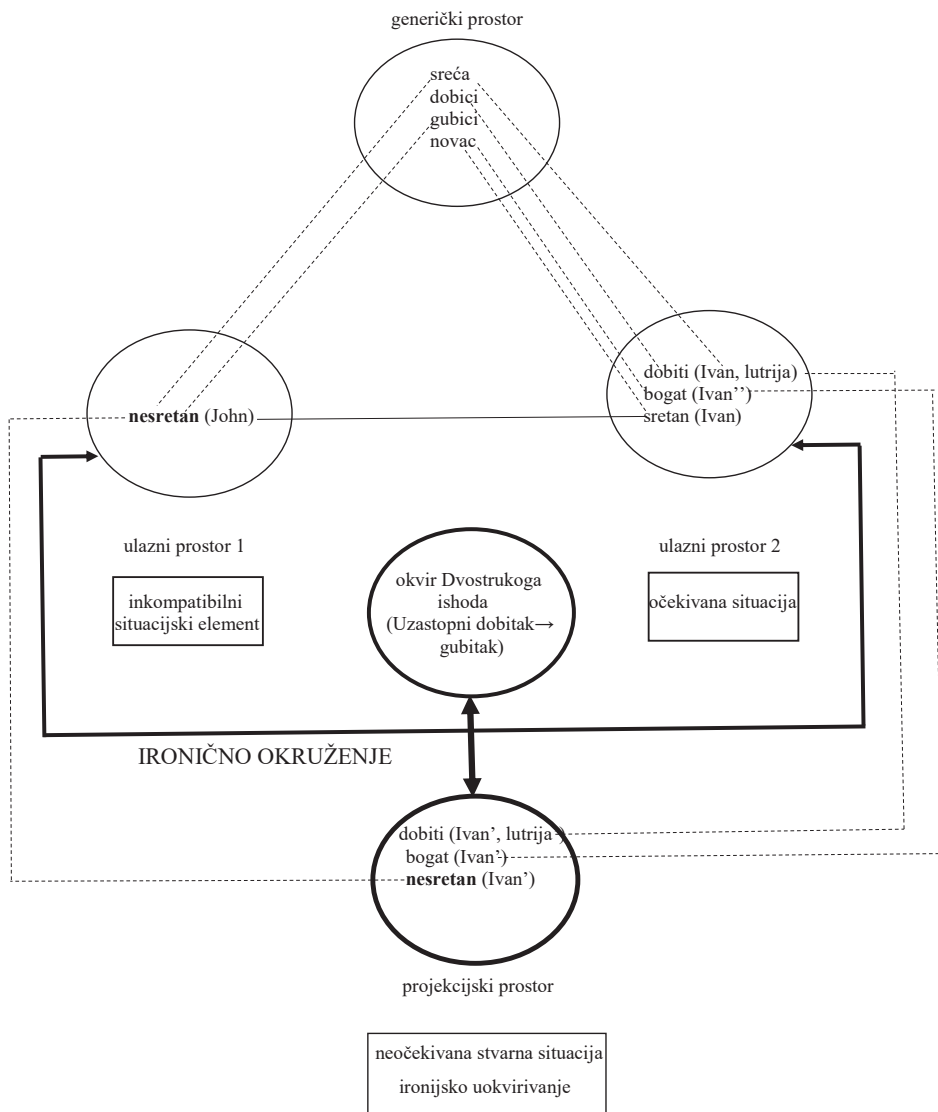 generički prostor
sreća
dobici
gubici
novac
nesretan (John)
dobiti (Ivan, lutrija)
bogat (Ivan’’)
sretan (Ivan)
ulazni prostor 1
inkompatibilni
situacijski element
okvir Dvostrukoga
ishoda
(Uzastopni dobitak→
gubitak)
ulazni prostor 2
očekivana situacija
IRONIČNO OKRUŽENJE
dobiti (Ivan’, lutrija )
bogat (Ivan’)
nesretan (Ivan’)
projekcijski prostor
neočekivana stvarna situacija
ironijsko uokvirivanje